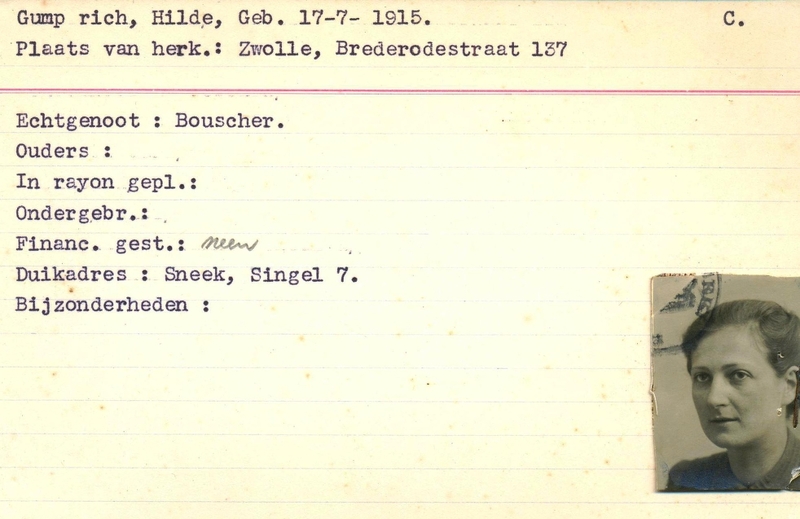 Gump rich, Hilde, Geb. 17-7- 1915. C.
Plaats van herk.: Zwolle, Brederodestraat 137
Echtgenoot : Bouscher.
Ouders :
In rayon gepl.:
Ondergebr.:
Financ. gest.: neen
Duikadres : Sneek, Singel 7.
Bijzonderheden :